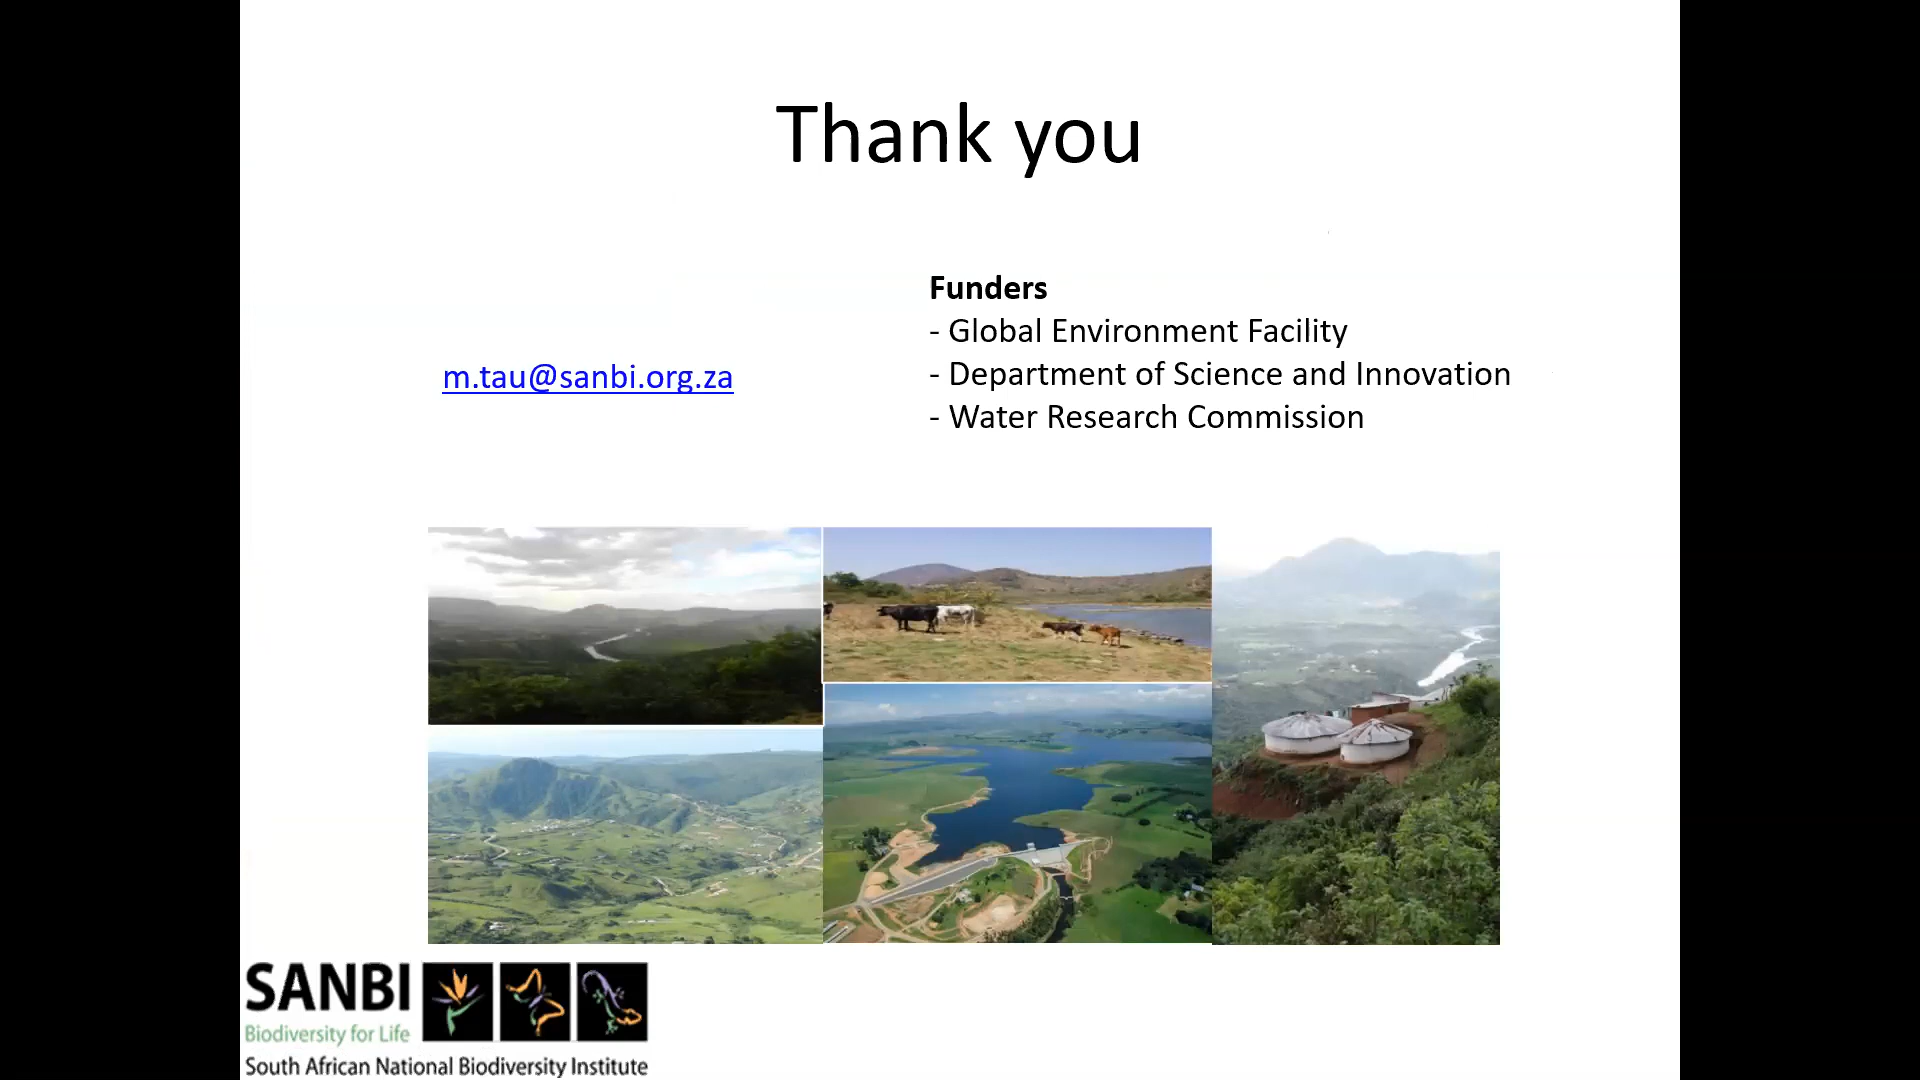 Thank you
m.tau@sanbi.org.za
Funders
- Global Environment Facility
- Department of Science and Innovation
- Water Research Commission
SANBI
Biodiversity for Life
South African National Biodiversity Institute